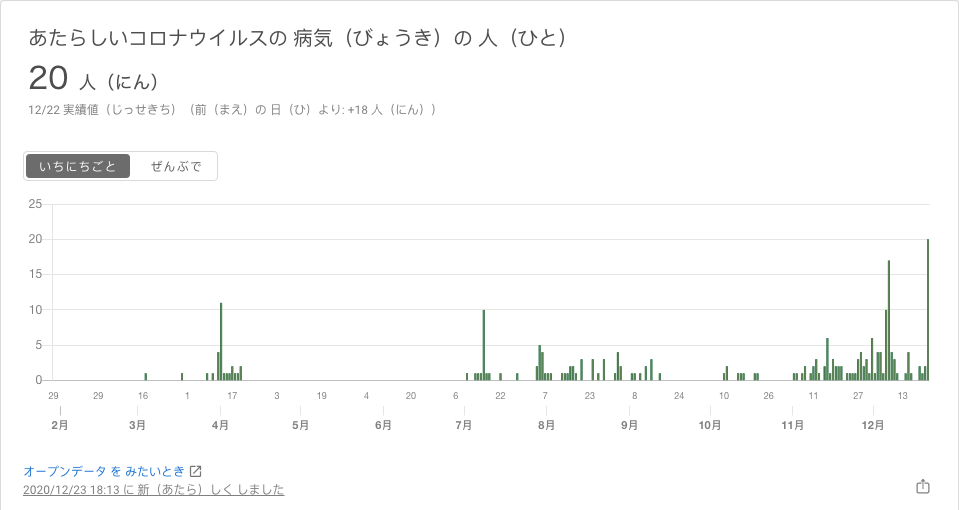 あたらしいコロナウイルスの 病気（びょうき）の 人（ひと）
20 人（にん）
12/22 実績値（じっせきち）（前（まえ）の 日（ひ）より: +18 人（にん））
いちにちごと ぜんぶで
25
20
15
10
5
0
29 29 16 1 17 3 19 4 20 6 22 7 23 8 24 10 26 11 27 13
2月 3月 4月 5月 6月 7月 8月 9月 10月 11月 12月
オープンデータ を みたいとき
2020/12/23 18:13 に 新（あたら）しく しました